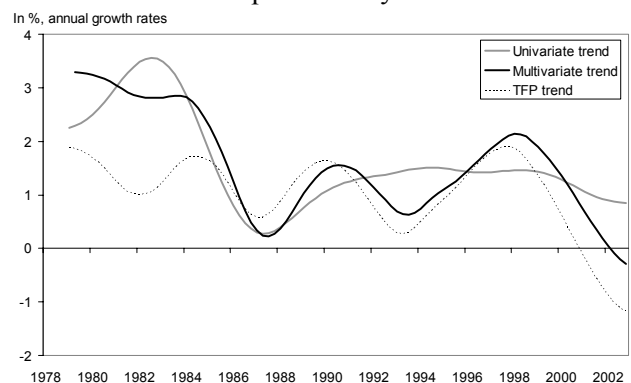 In %, annual growth rates
4
Univariate trend
Multivariate trend
TFP trend
3
2
1
0
-1
-2
1978 1980 1982 1984 1986 1988 1990 1992 1994 1996 1998 2000 2002